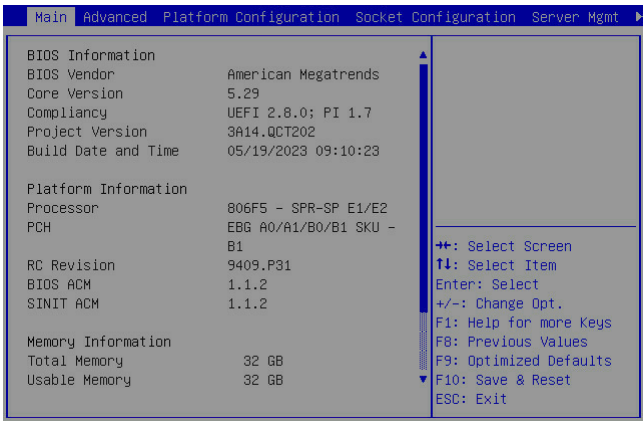 Main Advanced Platform Configuration Socket Configuration Server Mgmt
BIOS Information
BIOS Vendor American Megatrends
Core Version 5.29
Compliancy UEFI 2.8.0; PI 1.7
Project Version 3A14.QCT202
Build Date and Time 05/19/2023 09:10:23
Platform Information
Processor 806F5 - SPR-SP E1/E2
PCH EBG A0/A1/B0/B1 SKU -
B1
RC Revision 9409.P31
BIOS ACM 1.1.2
SINIT ACM 1.1.2
Memory Information
Total Memory 32 GB
Usable Memory 32 GB
→←: Select Screen
↑↓: Select Item
Enter: Select
+/-: Change Opt.
F1: Help for more Keys
F8: Previous Values
F9: Optimized Defaults
F10: Save & Reset
ESC: Exit